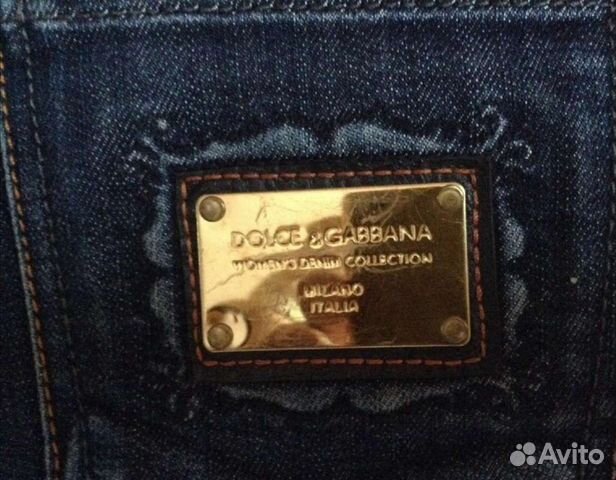 DOLCE & GABBANA
WOMEN'S DENIM COLLECTION
MILANO
ITALIA
Avito